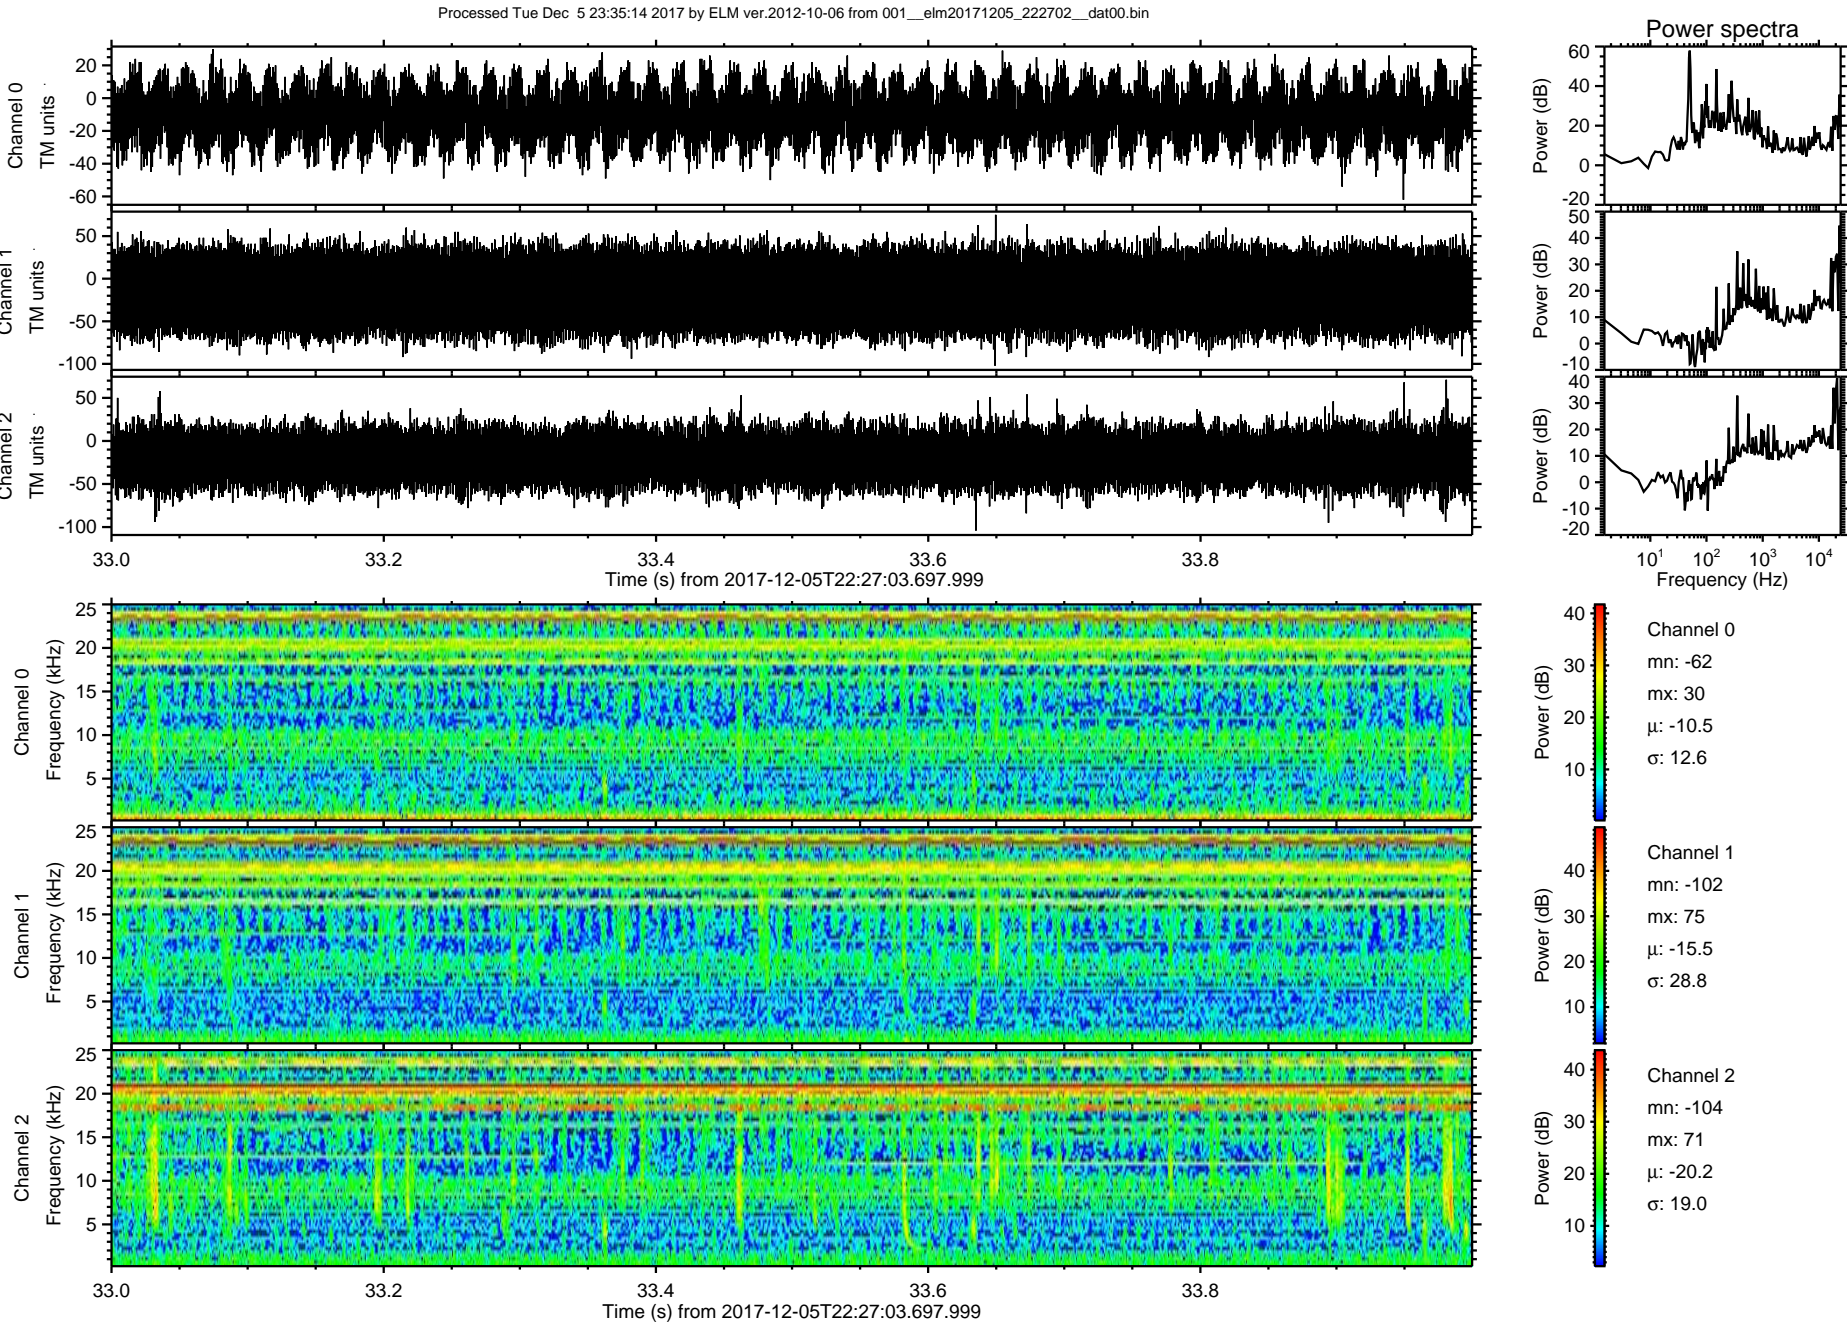 Processed Tue Dec 5 23:35:14 2017 by ELM ver.2012-10-06 from 001__elm20171205_222702__dat00.bin
Power spectra
Channel 0
TM units
20
0
-20
-40
-60
Power (dB)
60
40
20
0
-20
Channel 1
TM units
50
0
-50
-100
Power (dB)
50
40
30
20
10
0
-10
Channel 2
TM units
50
0
-50
-100
Power (dB)
40
30
20
10
0
-10
-20
33.0 33.2 33.4 33.6 33.8
Time (s) from 2017-12-05T22:27:03.697.999
10^1 10^2 10^3 10^4
Frequency (Hz)
Channel 0
Frequency (kHz)
25
20
15
10
5
Power (dB)
40
30
20
10
Channel 0
mn: -62
mx: 30
μ: -10.5
σ: 12.6
Channel 1
Frequency (kHz)
25
20
15
10
5
Power (dB)
40
30
20
10
Channel 1
mn: -102
mx: 75
μ: -15.5
σ: 28.8
Channel 2
Frequency (kHz)
25
20
15
10
5
Power (dB)
40
30
20
10
Channel 2
mn: -104
mx: 71
μ: -20.2
σ: 19.0
33.0 33.2 33.4 33.6 33.8
Time (s) from 2017-12-05T22:27:03.697.999